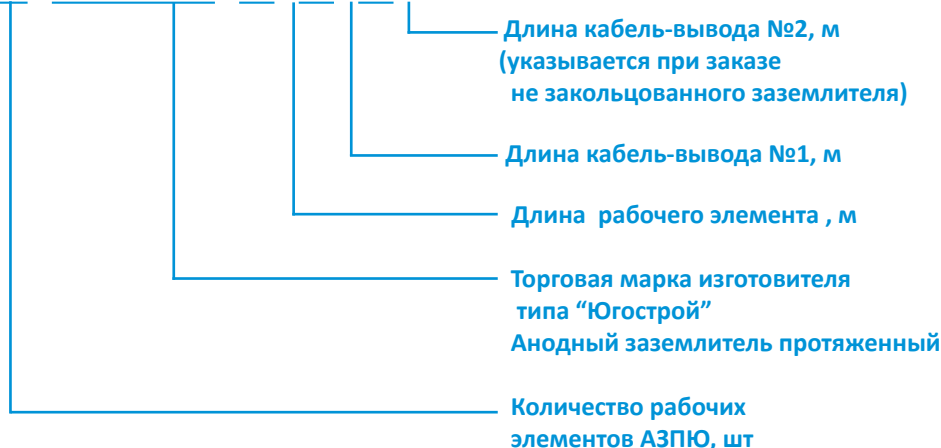 Длина кабель-вывода №2, м
(указывается при заказе
не закольцованного заземлителя)
Длина кабель-вывода №1, м
Длина рабочего элемента , м
Торговая марка изготовителя
типа “Югострой”
Анодный заземлитель протяженный
Количество рабочих
элементов АЗПЮ, шт